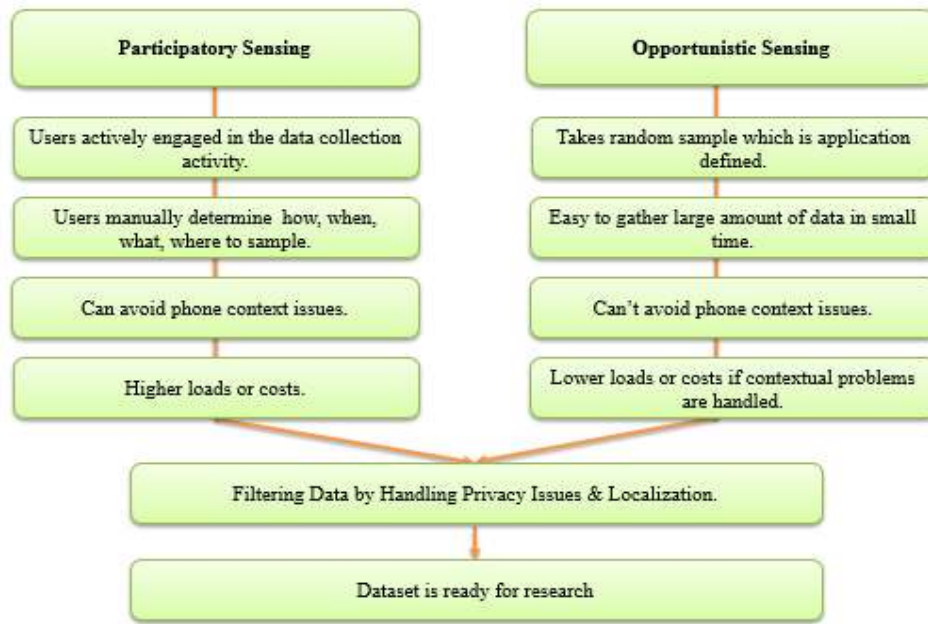 Participatory Sensing
Users actively engaged in the data collection
activity.
Users manually determine how, when,
what, where to sample.
Can avoid phone context issues.
Higher loads or costs.
Opportunistic Sensing
Takes random sample which is application
defined.
Easy to gather large amount of data in small
time.
Can’t avoid phone context issues.
Lower loads or costs if contextual problems
are handled.
Filtering Data by Handling Privacy Issues & Localization.
Dataset is ready for research